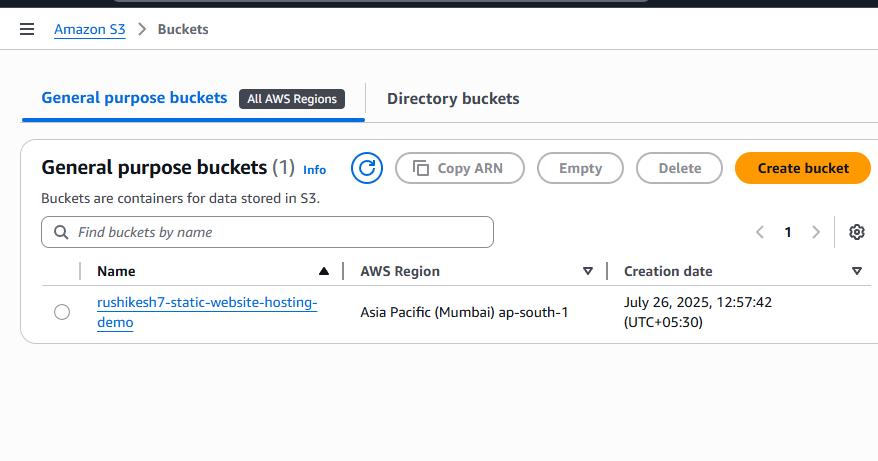 Amazon S3 > Buckets
General purpose buckets All AWS Regions Directory buckets
General purpose buckets (1) Info Copy ARN Empty Delete Create bucket
Buckets are containers for data stored in S3.
Find buckets by name 1
Name AWS Region Creation date
rushikesh7-static-website-hosting- Asia Pacific (Mumbai) ap-south-1 July 26, 2025, 12:57:42
demo (UTC+05:30)